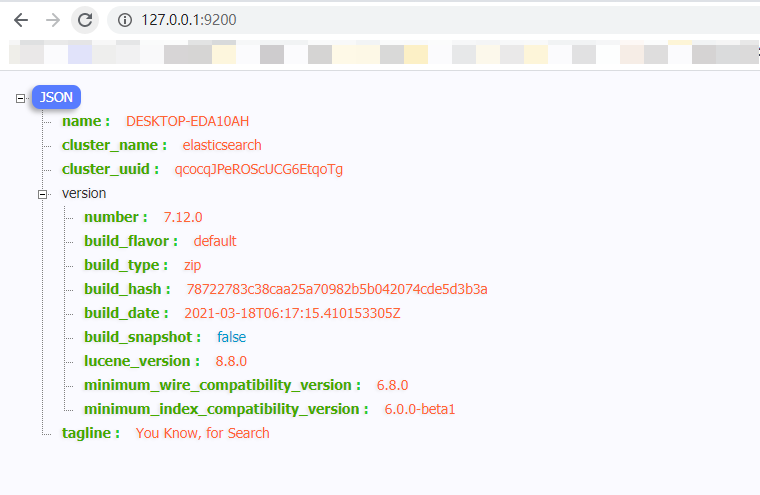 127.0.0.1:9200
JSON
name : DESKTOP-EDA10AH
cluster_name : elasticsearch
cluster_uuid : qcocqJPeROScUCG6EtqoTg
version
number : 7.12.0
build_flavor : default
build_type : zip
build_hash : 78722783c38caa25a70982b5b042074cde5d3b3a
build_date : 2021-03-18T06:17:15.410153305Z
build_snapshot : false
lucene_version : 8.8.0
minimum_wire_compatibility_version : 6.8.0
minimum_index_compatibility_version : 6.0.0-beta1
tagline : You Know, for Search